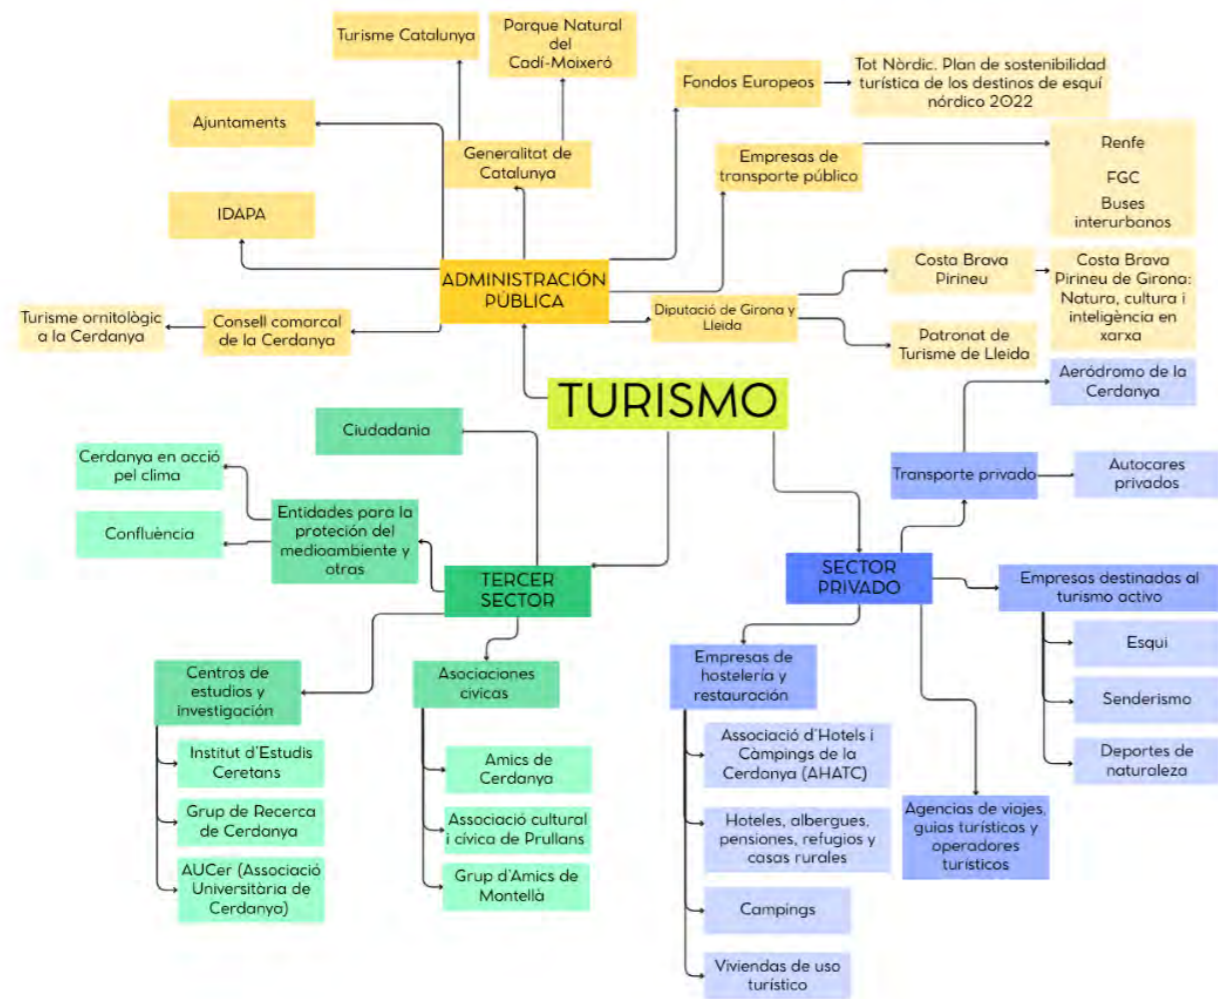 Turisme Catalunya
Parque Natural
del
Cadí-Moixeró
Fondos Europeos
Tot Nòrdic. Plan de sostenibilidad
turística de los destinos de esquí
nórdico 2022
Ajuntaments
Generalitat de
Catalunya
Empresas de
transporte público
Renfe
FGC
Buses
interurbanos
IDAPA
ADMINISTRACIÓN
PÚBLICA
Costa Brava
Pirineu
Costa Brava
Pirineu de Girona:
Natura, cultura i
inteligència en
xarxa
Turisme ornitològic
a la Cerdanya
Consell comarcal
de la Cerdanya
Diputació de Girona y
Lleida
Patronat de
Turisme de Lleida
TURISMO
Aeródromo de la
Cerdanya
Ciudadania
Cerdanya en acció
pel clima
Transporte privado
Autocares
privados
Confluència
Entidades para la
proteción del
medioambiente y
otras
TERCER
SECTOR
SECTOR
PRIVADO
Empresas destinadas al
turismo activo
Esqui
Senderismo
Deportes de
naturaleza
Centros de
estudios y
investigación
Asociaciones
civicas
Empresas de
hostelería y
restauración
Institut d'Estudis
Ceretans
Grup de Recerca
de Cerdanya
AUCer (Associació
Universitària de
Cerdanya)
Amics de
Cerdanya
Associació cultural
i cívica de Prullans
Grup d'Amics de
Montellà
Associació d'Hotels i
Càmpings de la
Cerdanya (AHATC)
Hoteles, albergues,
pensiones, refugios y
casas rurales
Campings
Viviendas de uso
turístico
Agencias de viajes,
guias turísticos y
operadores
turísticos